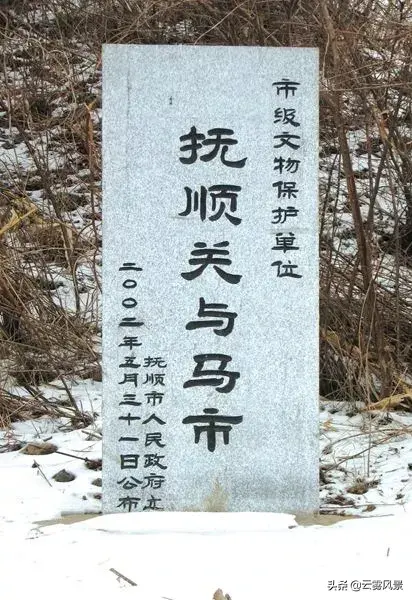 市级文物保护单位
抚顺关与马市
抚顺市人民政府立
二〇〇二年五月三十一日公布
头条@云雾风景